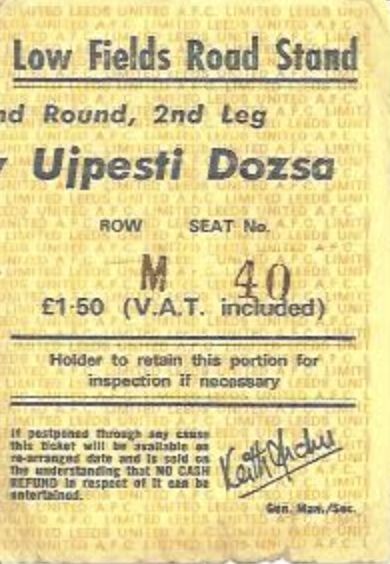 Low Fields Road Stand
nd Round, 2nd Leg
v Ujpesti Dozsa
ROW SEAT No.
M 40
£1·50 (V.A.T. included)
Holder to retain this portion for
inspection if necessary
If postponed through any cause
this ticket will be available on
re-arranged date and is sold on
the understanding that NO CASH
REFUND in respect of it can be
entertained.
Keith Archer
Gen. Man./Sec.